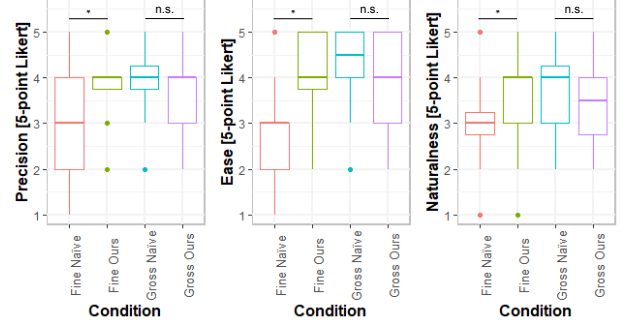 * n.s.
Precision [5-point Likert]
5
4
3
2
1
Fine Naïve
Fine Ours
Gross Naïve
Gross Ours
Condition
* n.s.
Ease [5-point Likert]
5
4
3
2
1
Fine Naïve
Fine Ours
Gross Naïve
Gross Ours
Condition
* n.s.
Naturalness [5-point Likert]
5
4
3
2
1
Fine Naïve
Fine Ours
Gross Naïve
Gross Ours
Condition